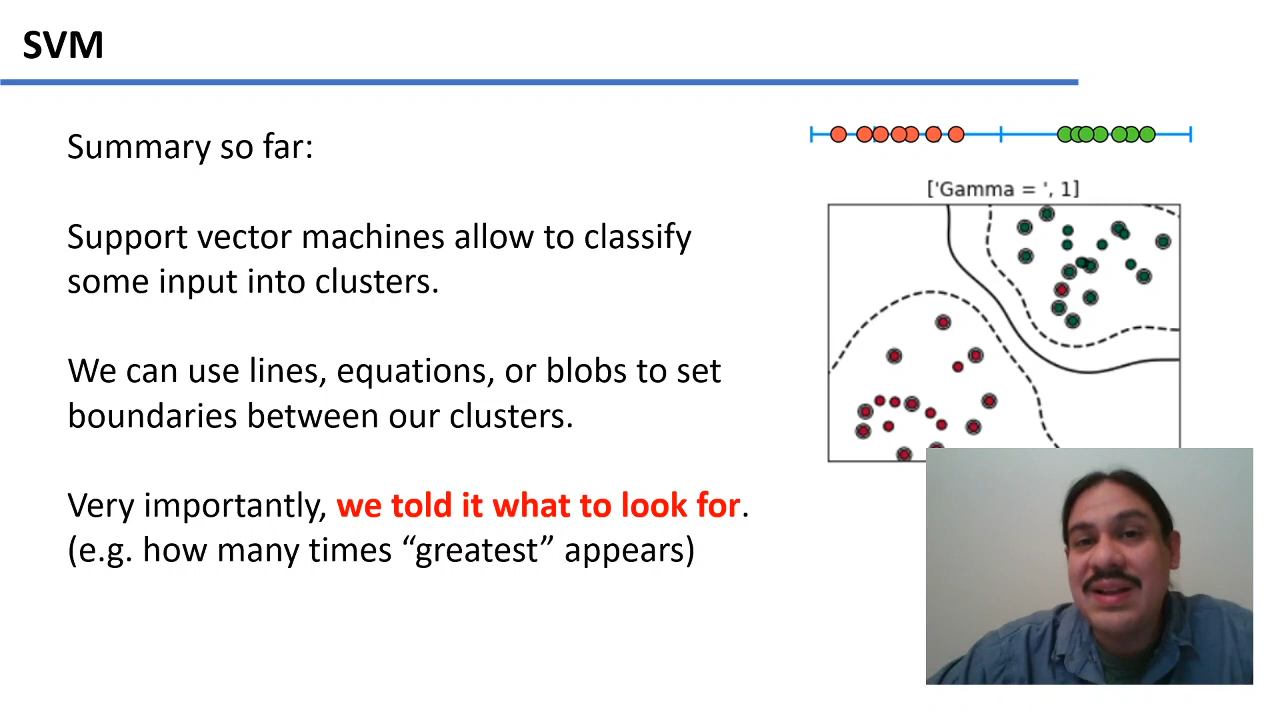 SVM
Summary so far:
Support vector machines allow to classify
some input into clusters.
We can use lines, equations, or blobs to set
boundaries between our clusters.
Very importantly, we told it what to look for.
(e.g. how many times “greatest” appears)
['Gamma = ', 1]